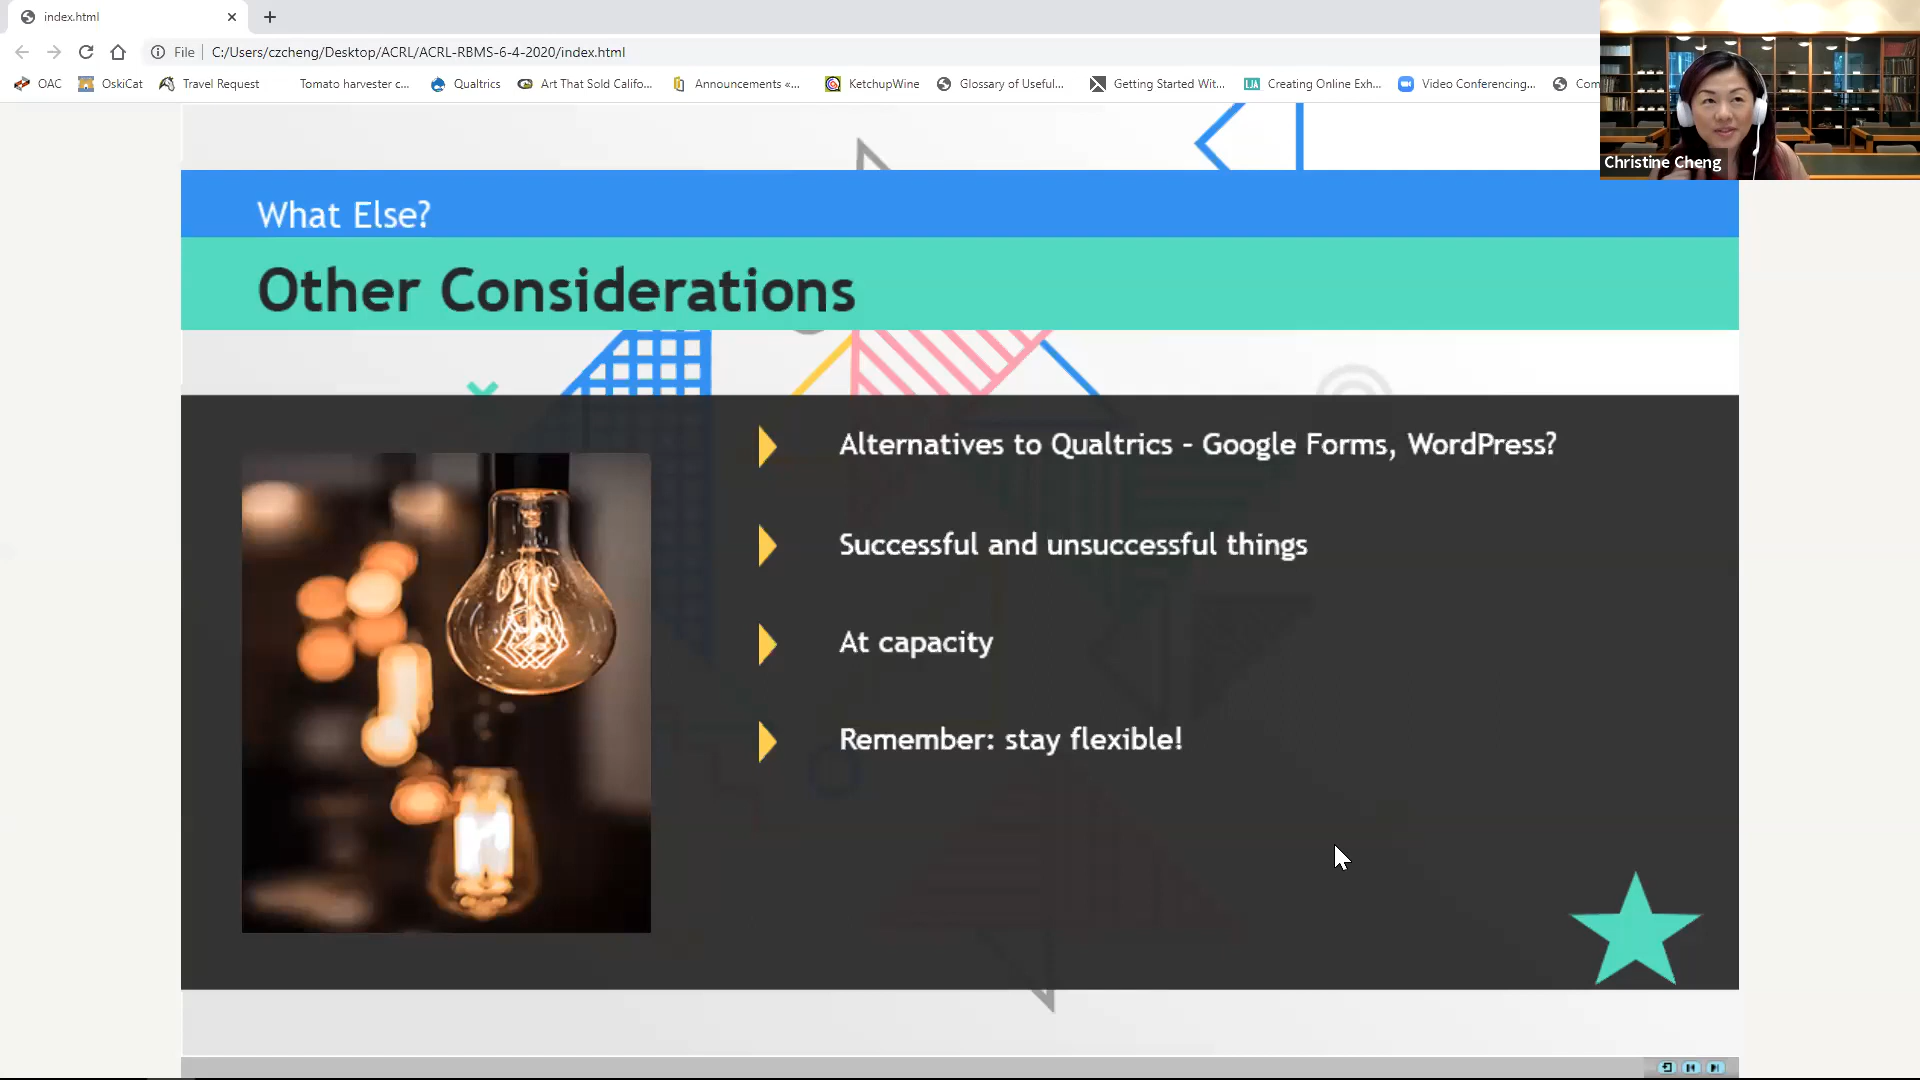 index.html
File
C:/Users/czcheng/Desktop/ACRL/ACRL-RBMS-6-4-2020/index.html
OAC
OskiCat
Travel Request
Tomato harvester c...
Qualtrics
Art That Sold Califo...
Announcements «...
KetchupWine
Glossary of Useful...
Getting Started Wit...
LJA
Creating Online Exh...
Video Conferencing...
Com
Christine Cheng
What Else?
Other Considerations
Alternatives to Qualtrics - Google Forms, WordPress?
Successful and unsuccessful things
At capacity
Remember: stay flexible!